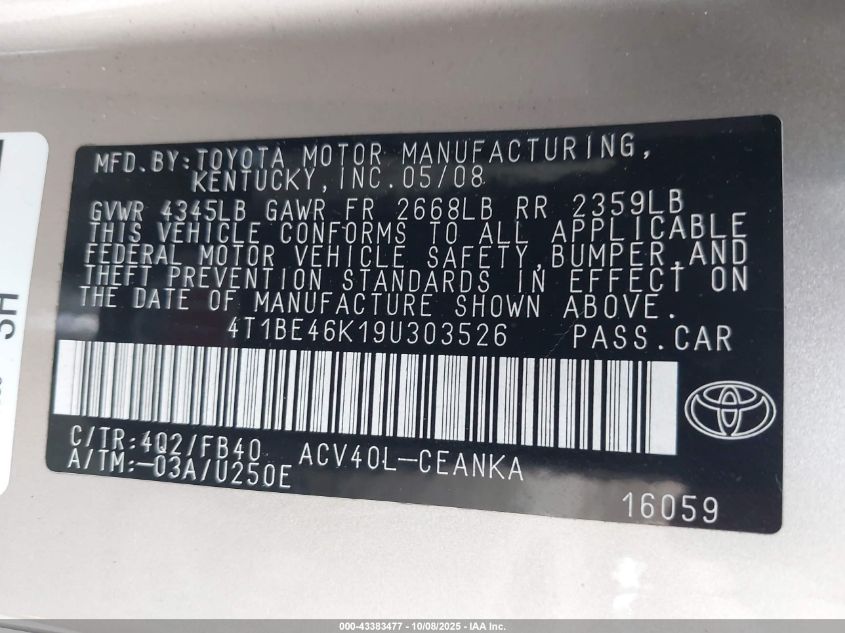 MFD. BY: TOYOTA MOTOR MANUFACTURING,
KENTUCKY, INC. 05/08
GVWR 4345LB GAWR FR 2668LB RR 2359LB
THIS VEHICLE CONFORMS TO ALL APPLICABLE
FEDERAL MOTOR VEHICLE SAFETY, BUMPER, AND
THEFT PREVENTION STANDARDS IN EFFECT ON
THE DATE OF MANUFACTURE SHOWN ABOVE.
4T1BE46K19U303526 PASS.CAR
C/TR:4Q2/FB40 ACV40L-CEANKA
A/TM:-03A/U250E
16059
SH
000-43383477 - 10/08/2025 - IAA Inc.